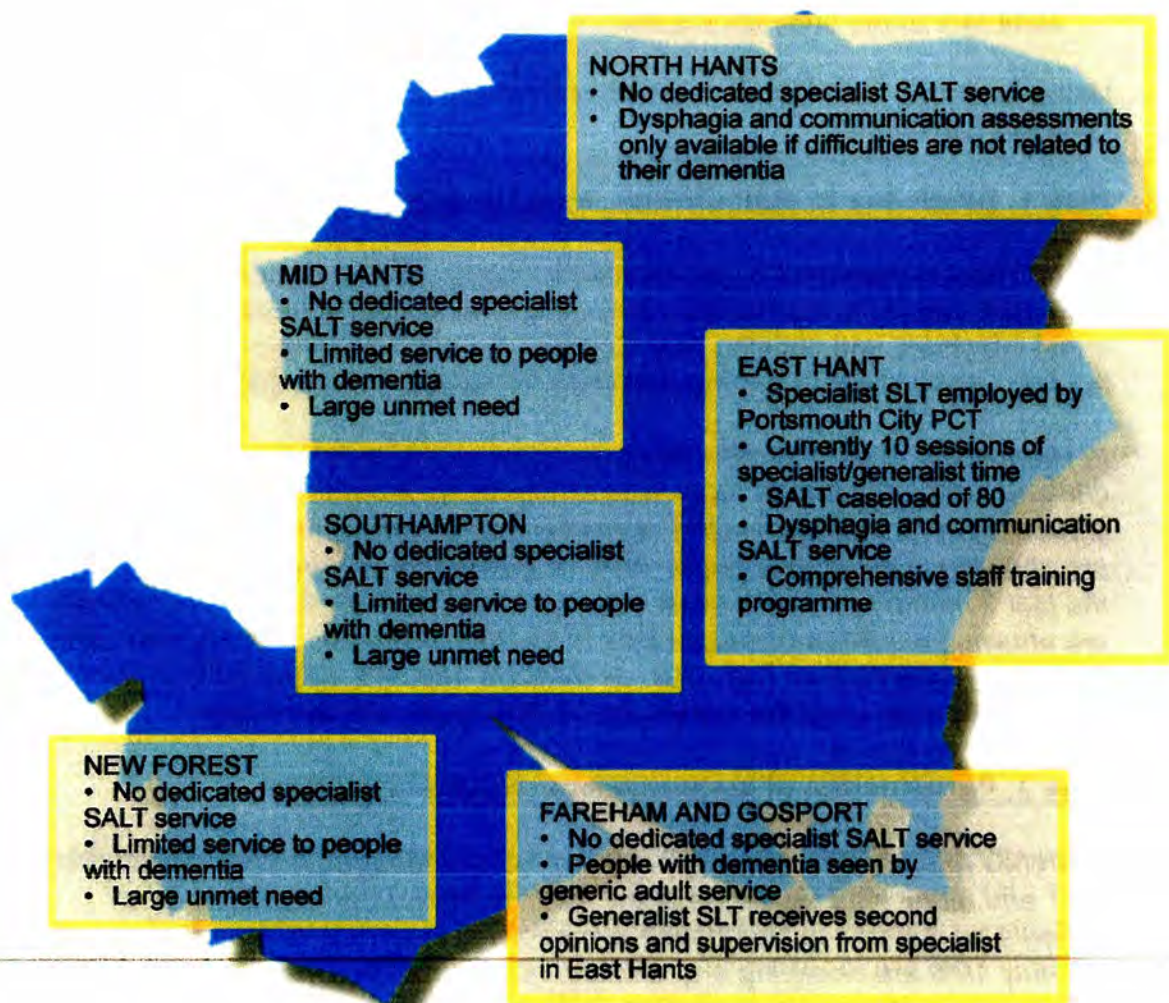 NORTH HANTS
• No dedicated specialist SALT service
• Dysphagia and communication assessments
only available if difficulties are not related to
their dementia
MID HANTS
• No dedicated specialist
SALT service
• Limited service to people
with dementia
• Large unmet need
EAST HANT
• Specialist SLT employed by
Portsmouth City PCT
• Currently 10 sessions of
specialist/generalist time
• SALT caseload of 80
• Dysphagia and communication
SALT service
• Comprehensive staff training
programme
SOUTHAMPTON
• No dedicated specialist
SALT service
• Limited service to people
with dementia
• Large unmet need
NEW FOREST
• No dedicated specialist
SALT service
• Limited service to people
with dementia
• Large unmet need
FAREHAM AND GOSPORT
• No dedicated specialist SALT service
• People with dementia seen by
generic adult service
• Generalist SLT receives second
opinions and supervision from specialist
in East Hants